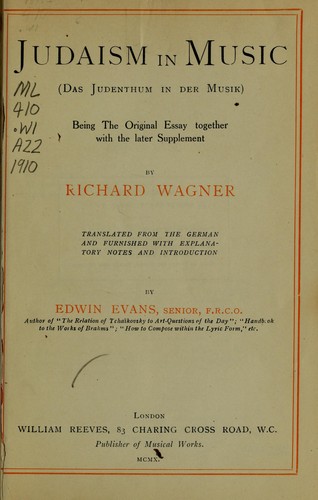 JUDAISM IN MUSIC
(DAS JUDENTHUM IN DER MUSIK)
ML
410
.W1
A22
1910
Being The Original Essay together
with the later Supplement
BY
RICHARD WAGNER
TRANSLATED FROM THE GERMAN
AND FURNISHED WITH EXPLANA-
TORY NOTES AND INTRODUCTION
BY
EDWIN EVANS, SENIOR, F.R.C.O.
Author of "The Relation of Tchaikovsky to Art-Questions of the Day"; "Handbook
to the Works of Brahms"; "How to Compose within the Lyric Form," etc.
LONDON
WILLIAM REEVES, 83 CHARING CROSS ROAD, W.C.
Publisher of Musical Works.
MCMX.